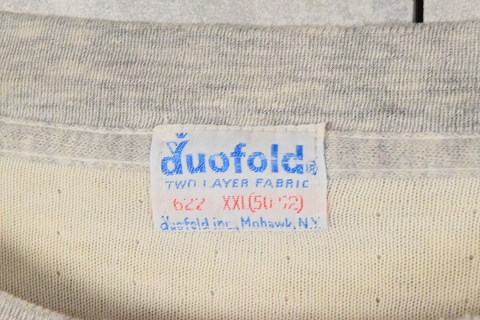 duofold®
TWO LAYER FABRIC
622 XXL(50-52)
duofold inc., Mohawk, N.Y.